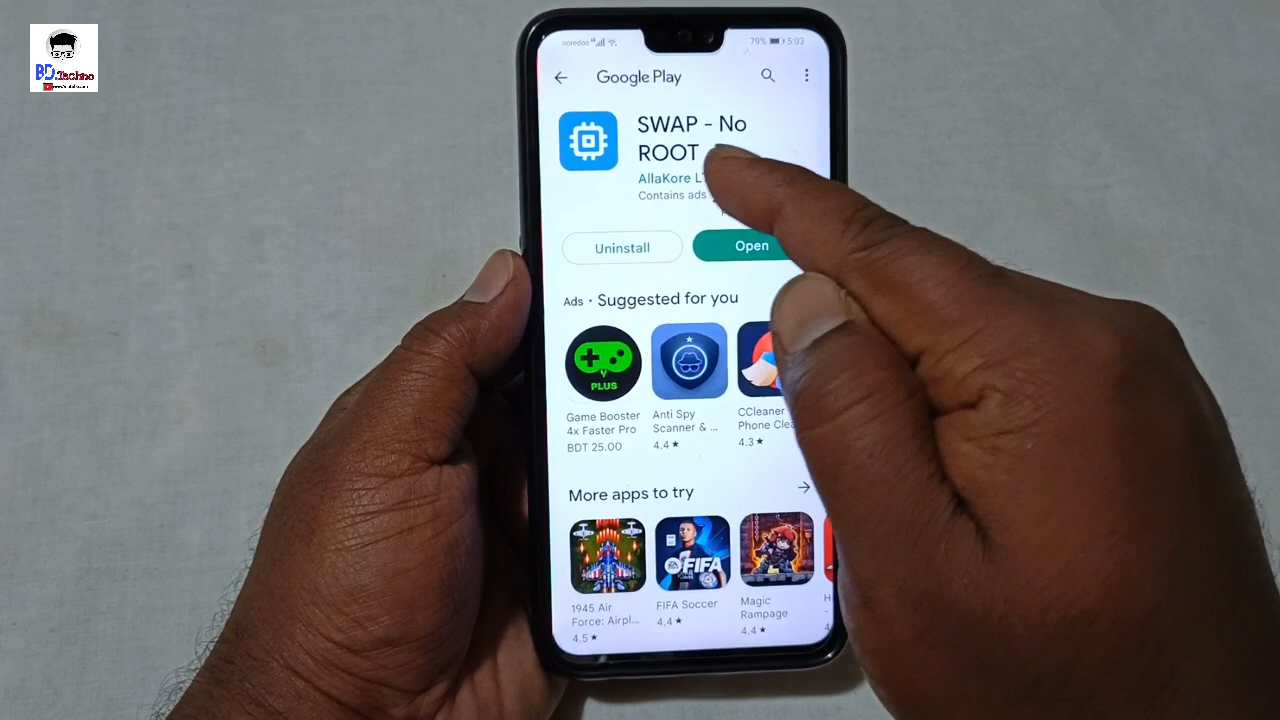 BD.Techno
ooredoo
79% 5:03
Google Play
SWAP - No
ROOT
AllaKore
Contains ads
Uninstall
Open
Ads · Suggested for you
PLUS
Game Booster
4x Faster Pro
BDT 25.00
Anti Spy
Scanner & ...
4.4★
CCleaner
Phone
4.3★
More apps to try
FIFA
1945 Air
Force: Airpl...
4.5★
FIFA Soccer
4.4★
Magic
Rampage
4.4★